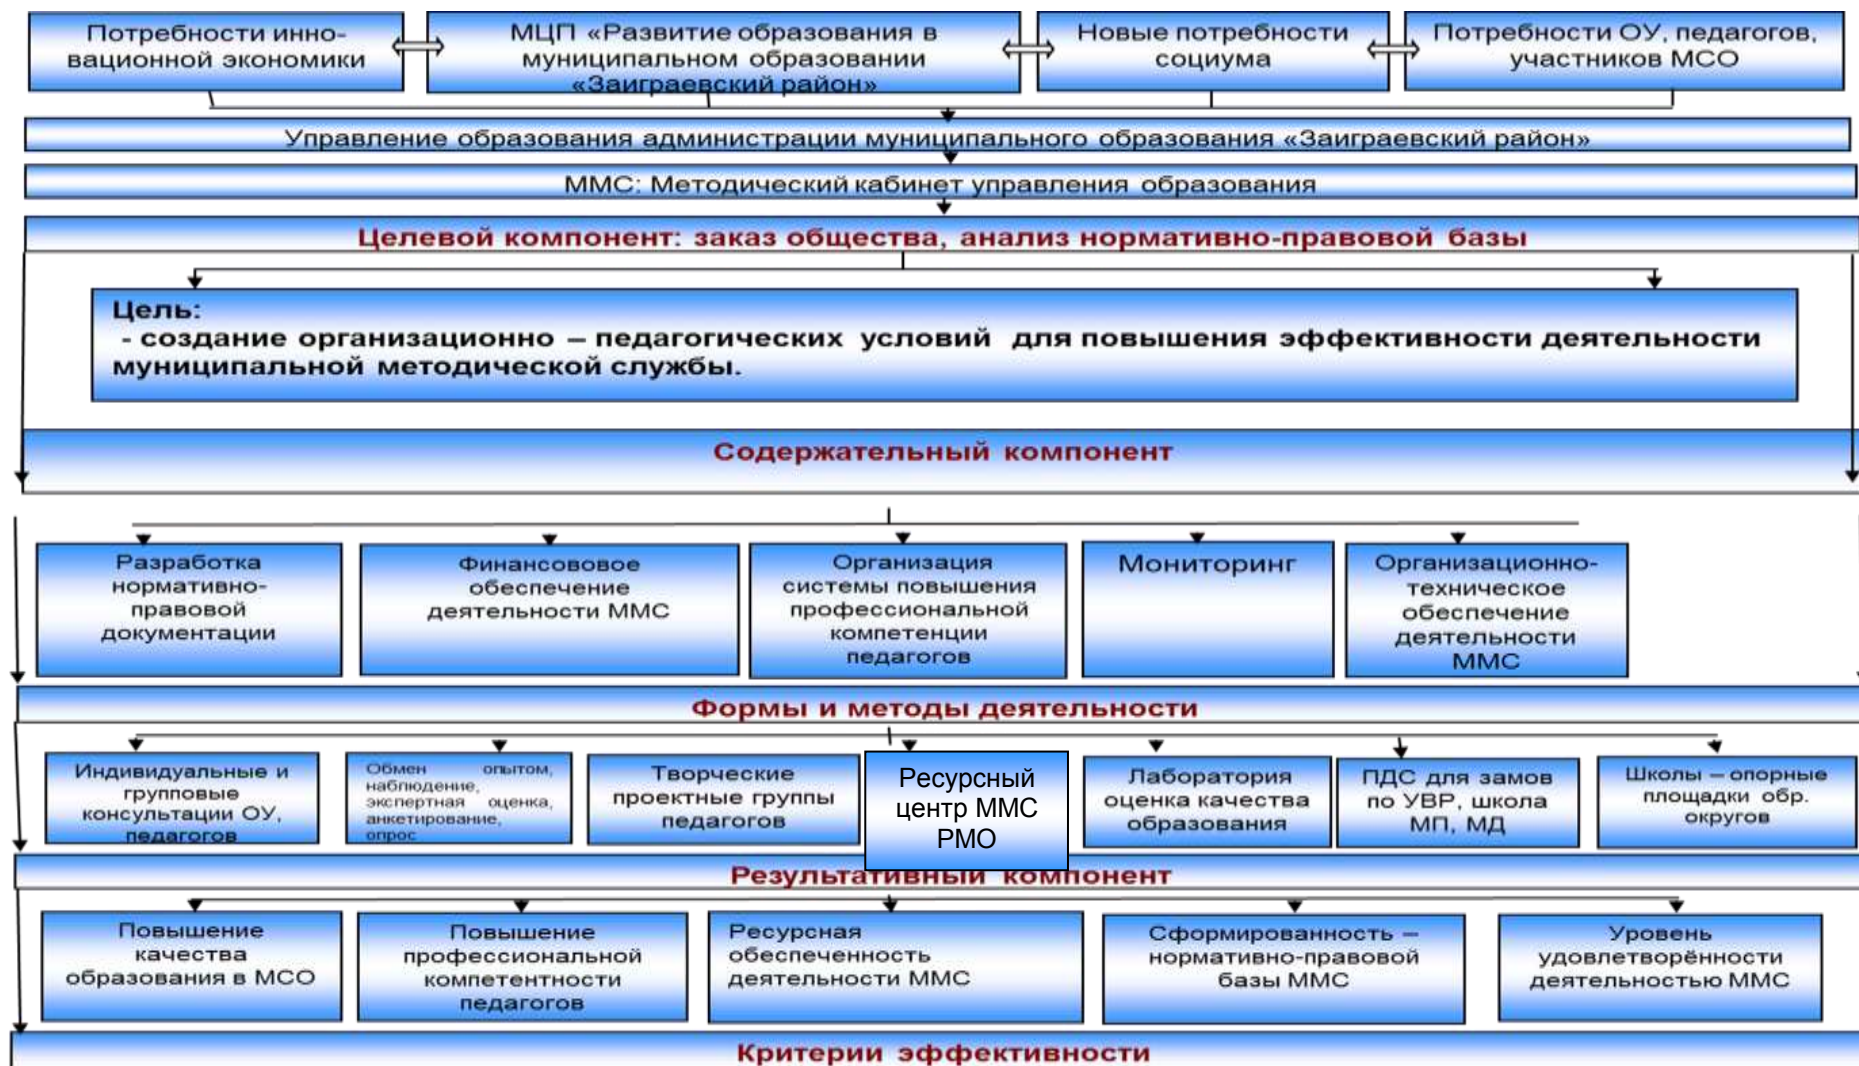 Потребности инно-
вационной экономики
МЦП «Развитие образования в
муниципальном образовании
«Заиграевский район»
Новые потребности
социума
Потребности ОУ, педагогов,
участников МСО
Управление образования администрации муниципального образования «Заиграевский район»
ММС: Методический кабинет управления образования
Целевой компонент: заказ общества, анализ нормативно-правовой базы
Цель:
- создание организационно – педагогических условий для повышения эффективности деятельности
муниципальной методической службы.
Содержательный компонент
Разработка
нормативно-
правовой
документации
Финансововое
обеспечение
деятельности ММС
Организация
системы повышения
профессиональной
компетенции
педагогов
Мониторинг
Организационно-
техническое
обеспечение
деятельности
ММС
Формы и методы деятельности
Индивидуальные и
групповые
консультации ОУ,
педагогов
Обмен опытом,
наблюдение,
экспертная оценка,
анкетирование,
опрос
Творческие
проектные группы
педагогов
Ресурсный
центр ММС
РМО
Лаборатория
оценка качества
образования
ПДС для замов
по УВР, школа
МП, МД
Школы – опорные
площадки обр.
округов
Результативный компонент
Повышение
качества
образования в МСО
Повышение
профессиональной
компетентности
педагогов
Ресурсная
обеспеченность
деятельности ММС
Сформированность –
нормативно-правовой
базы ММС
Уровень
удовлетворённости
деятельностью ММС
Критерии эффективности